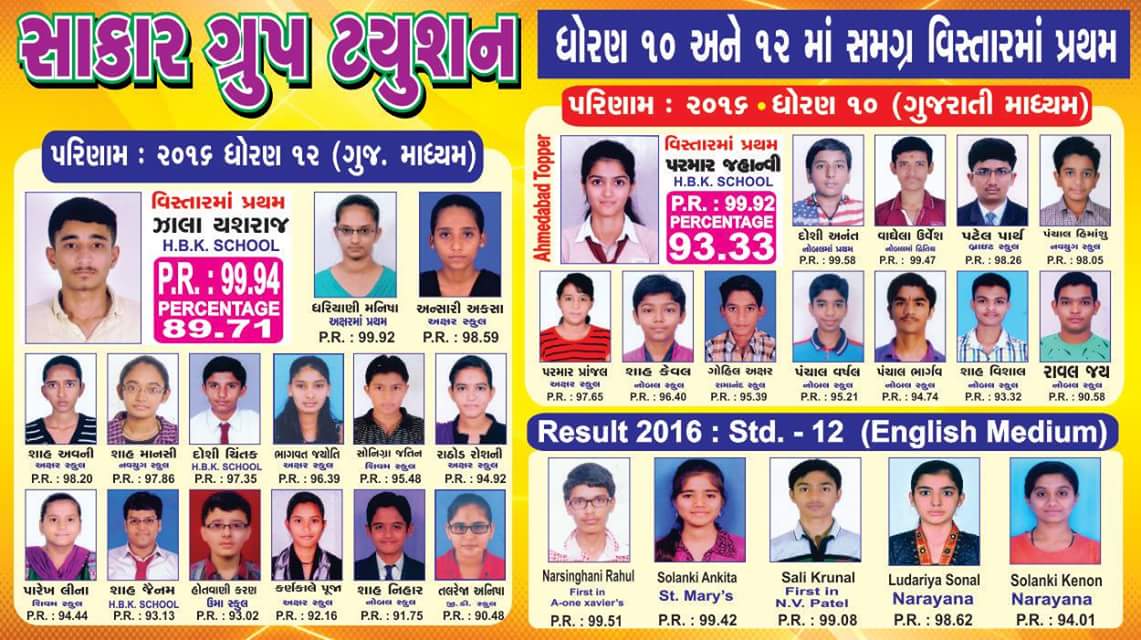 સાકાર ગ્રુપ ટયુશન
ધોરણ ૧૦ અને ૧૨ માં સમગ્ર વિસ્તારમાં પ્રથમ
પરિણામ : ૨૦૧૬ ધોરણ ૧૨ (ગુજ. માધ્યમ)
વિસ્તારમાં પ્રથમ
ઝાલા યશરાજ
H.B.K. SCHOOL
P.R. : 99.94
PERCENTAGE
89.71
ધરિયાણી મનિષા
અક્ષરમાં પ્રથમ
P.R. : 99.92
અન્સારી અકસા
અક્ષર સ્કુલ
P.R. : 98.59
શાહ અવની
અક્ષર સ્કુલ
P.R. : 98.20
શાહ માનસી
નવયુગ સ્કુલ
P.R. : 97.86
દોશી ચિંતક
H.B.K. SCHOOL
P.R. : 97.35
ભાગવત જયોતિ
અક્ષર સ્કુલ
P.R. : 96.39
સોનિગ્રા જતિન
શિવમ સ્કુલ
P.R. : 95.48
રાઠોડ રોશની
અક્ષર સ્કુલ
P.R. : 94.92
પારેખ લીના
શિવમ સ્કુલ
P.R. : 94.44
શાહ જૈનમ
H.B.K. SCHOOL
P.R. : 93.13
હોતવાણી કરણ
ઉમા સ્કુલ
P.R. : 93.02
કર્ણકાલે પૂજા
અક્ષર સ્કુલ
P.R. : 92.16
શાહ નિહાર
નોબલ સ્કુલ
P.R. : 91.75
તલરેજા અનિષા
જી.ડી. સ્કુલ
P.R. : 90.48
પરિણામ : ૨૦૧૬ • ધોરણ ૧૦ (ગુજરાતી માધ્યમ)
Ahmedabad Topper
વિસ્તારમાં પ્રથમ
પરમાર જહાન્વી
H.B.K. SCHOOL
P.R. : 99.92
PERCENTAGE
93.33
દોશી અનંત
નોબલમાં પ્રથમ
P.R. : 99.58
વાઘેલા ઉર્વેશ
નોબલમાં દ્વિતિય
P.R. : 99.47
પટેલ પાર્થ
બ્રાઇટ સ્કુલ
P.R. : 98.26
પંચાલ હિમાંશુ
નવયુગ સ્કુલ
P.R. : 98.05
પરમાર પ્રાંજલ
અક્ષર સ્કુલ
P.R. : 97.65
શાહ કેવલ
નોબલ સ્કુલ
P.R. : 96.40
ગોહિલ અક્ષર
રામાનંદ સ્કુલ
P.R. : 95.39
પંચાલ વર્ષલ
નોબલ સ્કુલ
P.R. : 95.21
પંચાલ ભાર્ગવ
નોબલ સ્કુલ
P.R. : 94.74
શાહ વિશાલ
નોબલ સ્કુલ
P.R. : 93.32
રાવલ જય
નોબલ સ્કુલ
P.R. : 90.58
Result 2016 : Std. - 12 (English Medium)
Narsinghani Rahul
First in
A-one xavier's
P.R. : 99.51
Solanki Ankita
St. Mary's
P.R. : 99.42
Sali Krunal
First in
N.V. Patel
P.R. : 99.08
Ludariya Sonal
Narayana
P.R. : 98.62
Solanki Kenon
Narayana
P.R. : 94.01